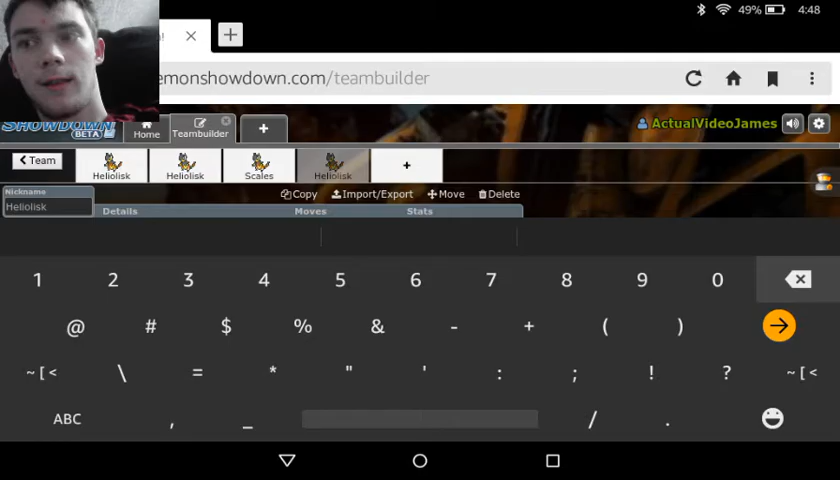 49% 4:48
!
emonshowdown.com/teambuilder
SHOWDOWN
BETA
Home
Teambuilder
+
ActualVideoJames
Team
Heliolisk
Heliolisk
Scales
Heliolisk
+
Copy Import/Export Move Delete
Nickname
Heliolisk
Details Moves Stats
1 2 3 4 5 6 7 8 9 0
@ # $ % & - + ( )
~ [ < \ = * " ' : ; ! ? ~ [ <
ABC , _ / .